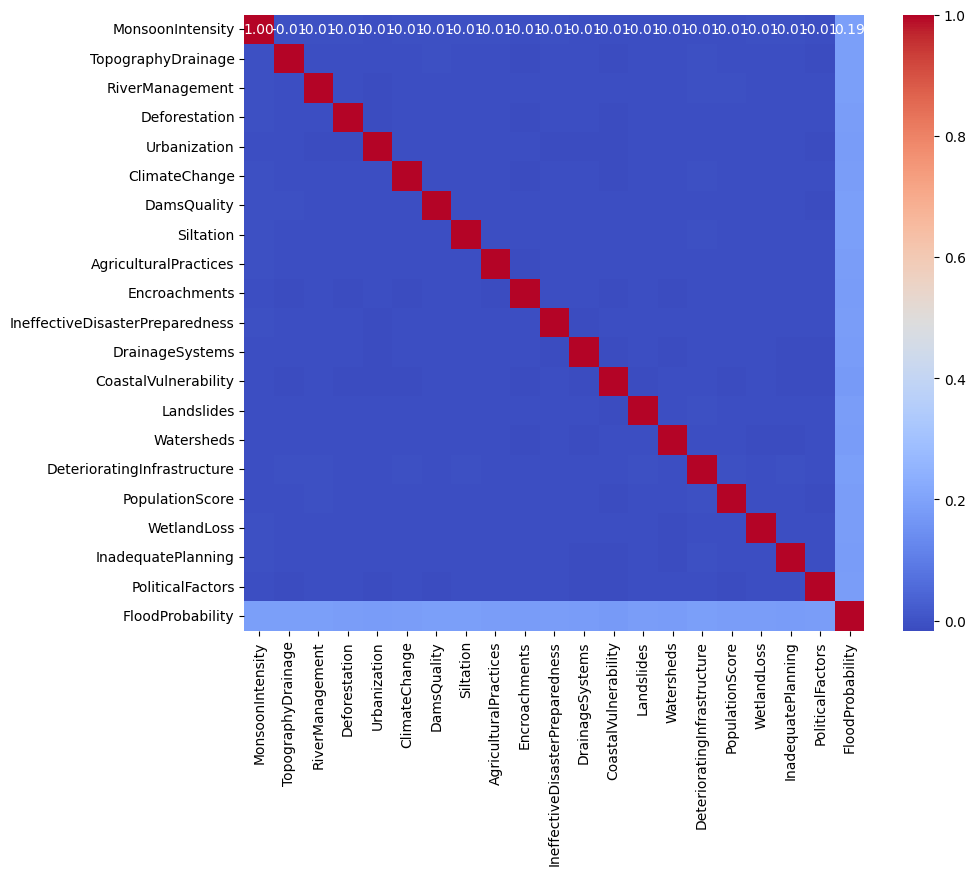 MonsoonIntensity
1.00 -0.01 -0.01 -0.01 -0.01 -0.01 -0.01 -0.01 -0.01 -0.01 -0.01 -0.01 -0.01 -0.01 -0.01 -0.01 -0.01 -0.01 -0.01 -0.01 0.19
TopographyDrainage
RiverManagement
Deforestation
Urbanization
ClimateChange
DamsQuality
Siltation
AgriculturalPractices
Encroachments
IneffectiveDisasterPreparedness
DrainageSystems
CoastalVulnerability
Landslides
Watersheds
DeterioratingInfrastructure
PopulationScore
WetlandLoss
InadequatePlanning
PoliticalFactors
FloodProbability
MonsoonIntensity
TopographyDrainage
RiverManagement
Deforestation
Urbanization
ClimateChange
DamsQuality
Siltation
AgriculturalPractices
Encroachments
IneffectiveDisasterPreparedness
DrainageSystems
CoastalVulnerability
Landslides
Watersheds
DeterioratingInfrastructure
PopulationScore
WetlandLoss
InadequatePlanning
PoliticalFactors
FloodProbability
1.0
0.8
0.6
0.4
0.2
0.0